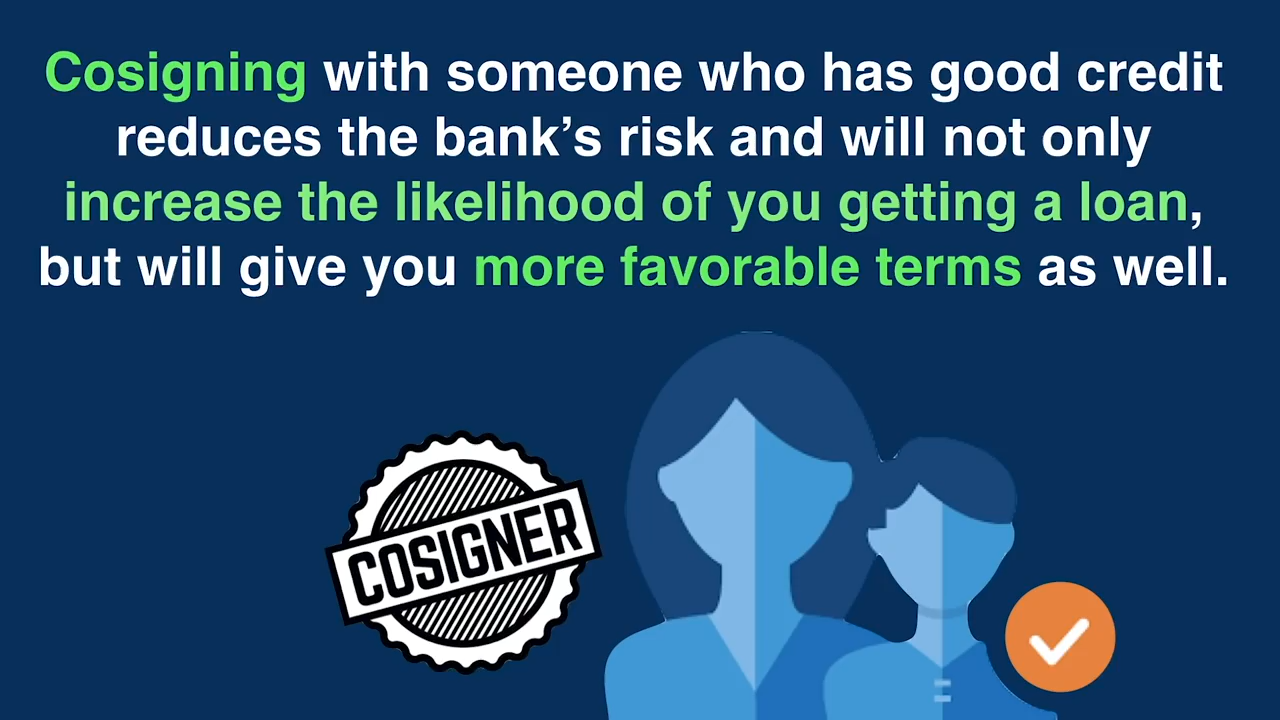 Cosigning with someone who has good credit
reduces the bank’s risk and will not only
increase the likelihood of you getting a loan,
but will give you more favorable terms as well.
COSIGNER